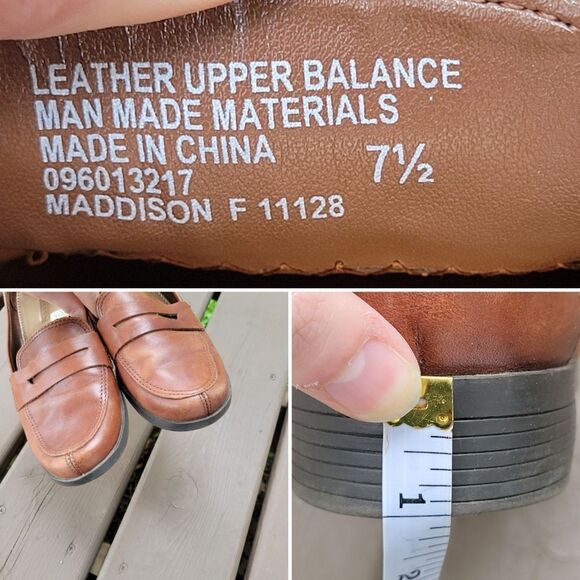 LEATHER UPPER BALANCE
MAN MADE MATERIALS
MADE IN CHINA 7½
096013217
MADDISON F 11128
1
2